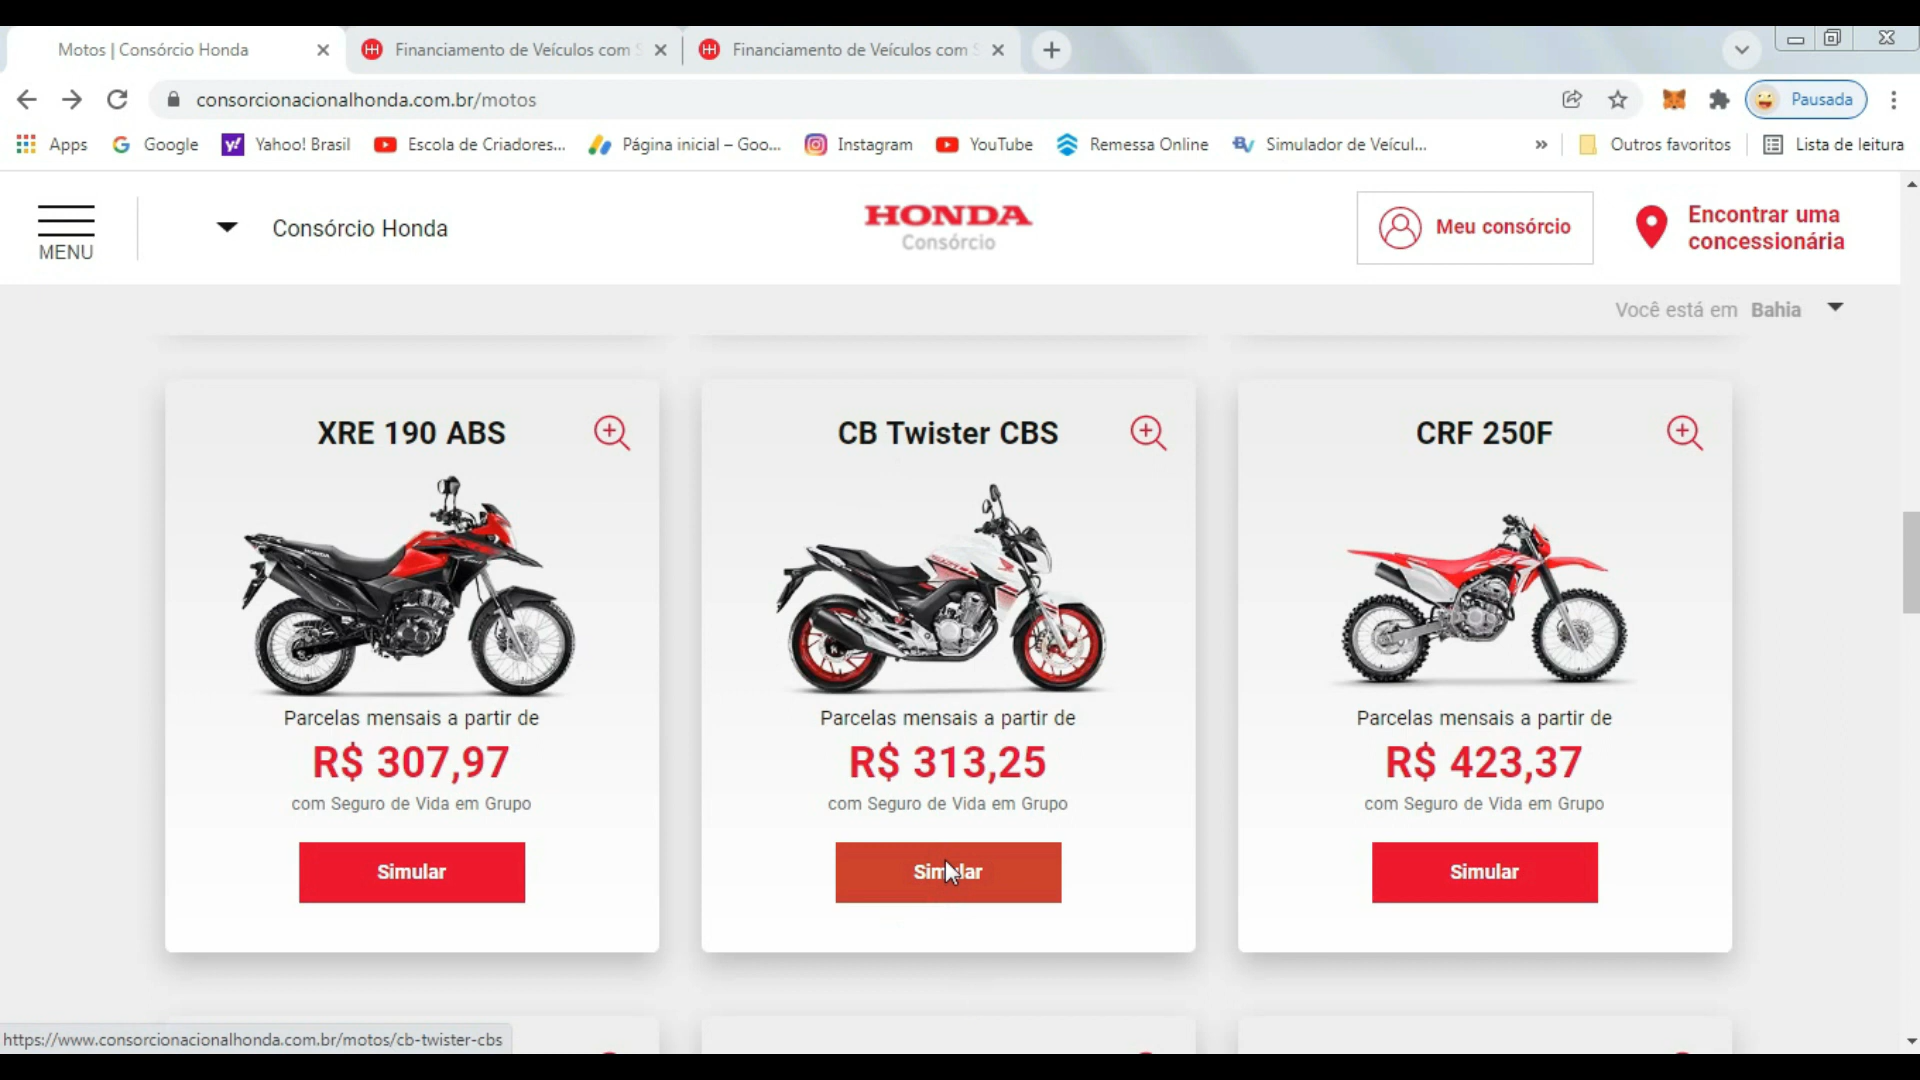 Motos | Consórcio Honda
Financiamento de Veículos com
Financiamento de Veículos com
consorcionacionalhonda.com.br/motos
Pausada
Apps
Google
Yahoo! Brasil
Escola de Criadores...
Página inicial – Goo...
Instagram
YouTube
Remessa Online
Simulador de Veícul...
»
Outros favoritos
Lista de leitura
MENU
Consórcio Honda
HONDA
Consórcio
Meu consórcio
Encontrar uma
concessionária
Você está em Bahia
XRE 190 ABS
Parcelas mensais a partir de
R$ 307,97
com Seguro de Vida em Grupo
Simular
CB Twister CBS
Parcelas mensais a partir de
R$ 313,25
com Seguro de Vida em Grupo
Simular
CRF 250F
Parcelas mensais a partir de
R$ 423,37
com Seguro de Vida em Grupo
Simular
https://www.consorcionacionalhonda.com.br/motos/cb-twister-cbs